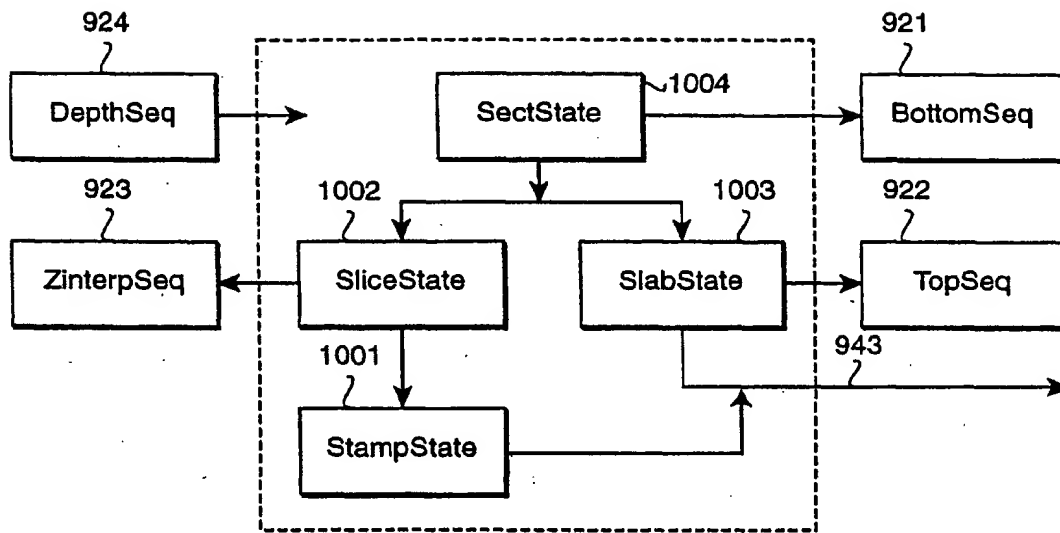 924
921
1004
DepthSeq
SectState
BottomSeq
923
1002
1003
922
ZinterpSeq
SliceState
SlabState
TopSeq
1001
943
StampState